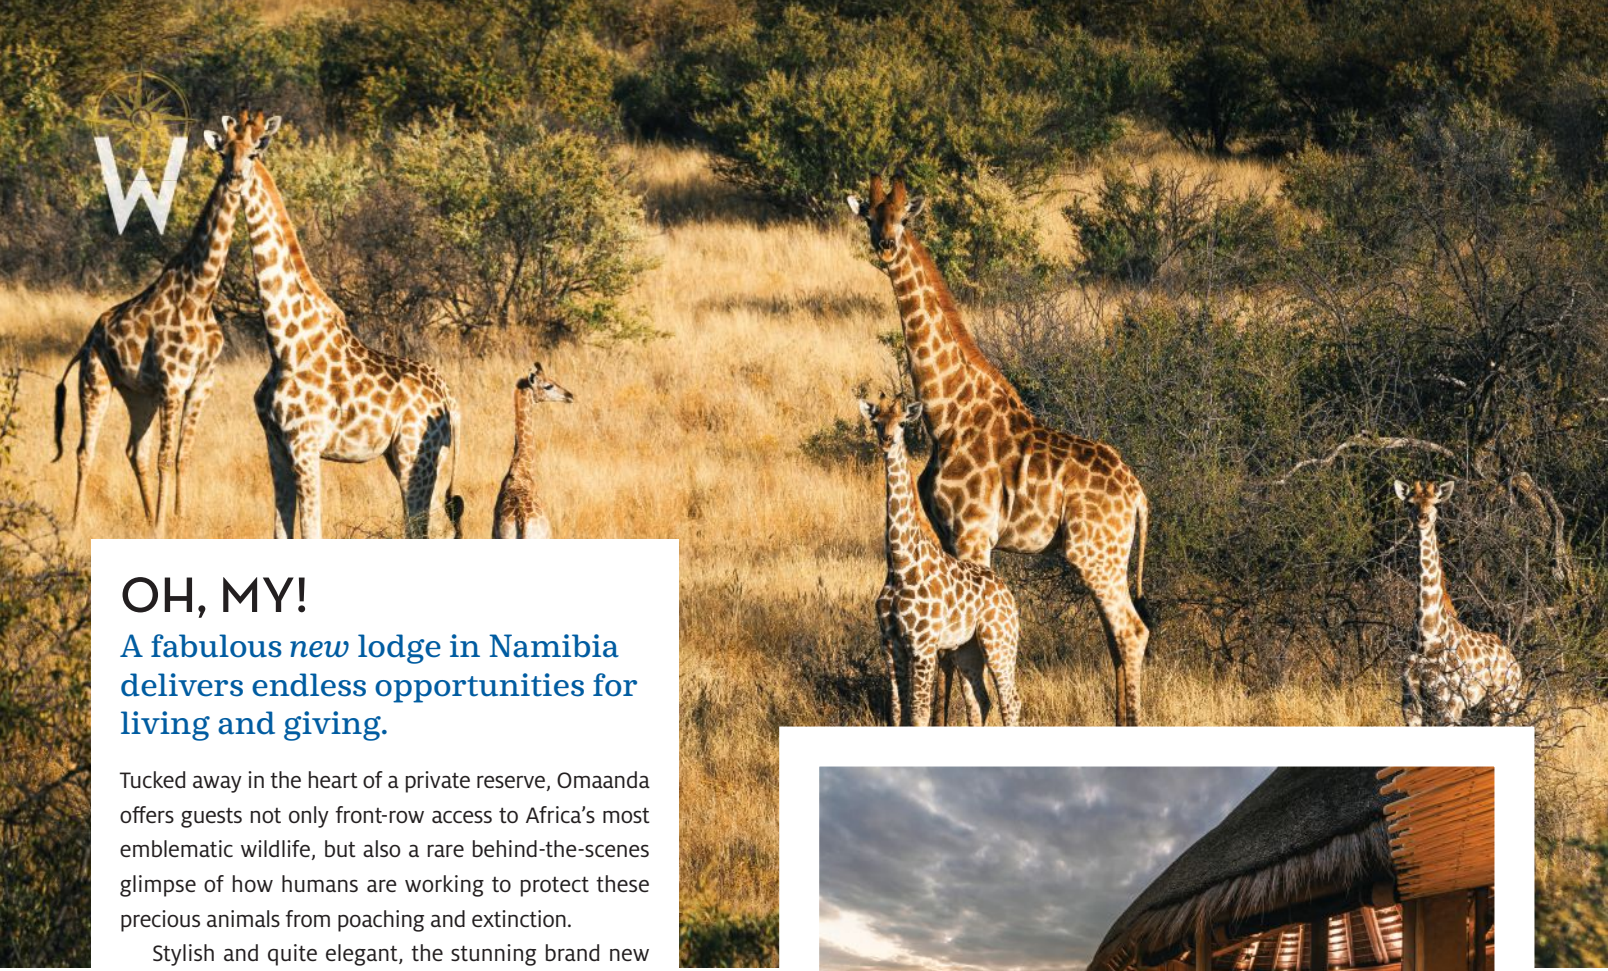 W
OH, MY!
A fabulous new lodge in Namibia
delivers endless opportunities for
living and giving.
Tucked away in the heart of a private reserve, Omaanda
offers guests not only front-row access to Africa’s most
emblematic wildlife, but also a rare behind-the-scenes
glimpse of how humans are working to protect these
precious animals from poaching and extinction.
Stylish and quite elegant, the stunning brand new